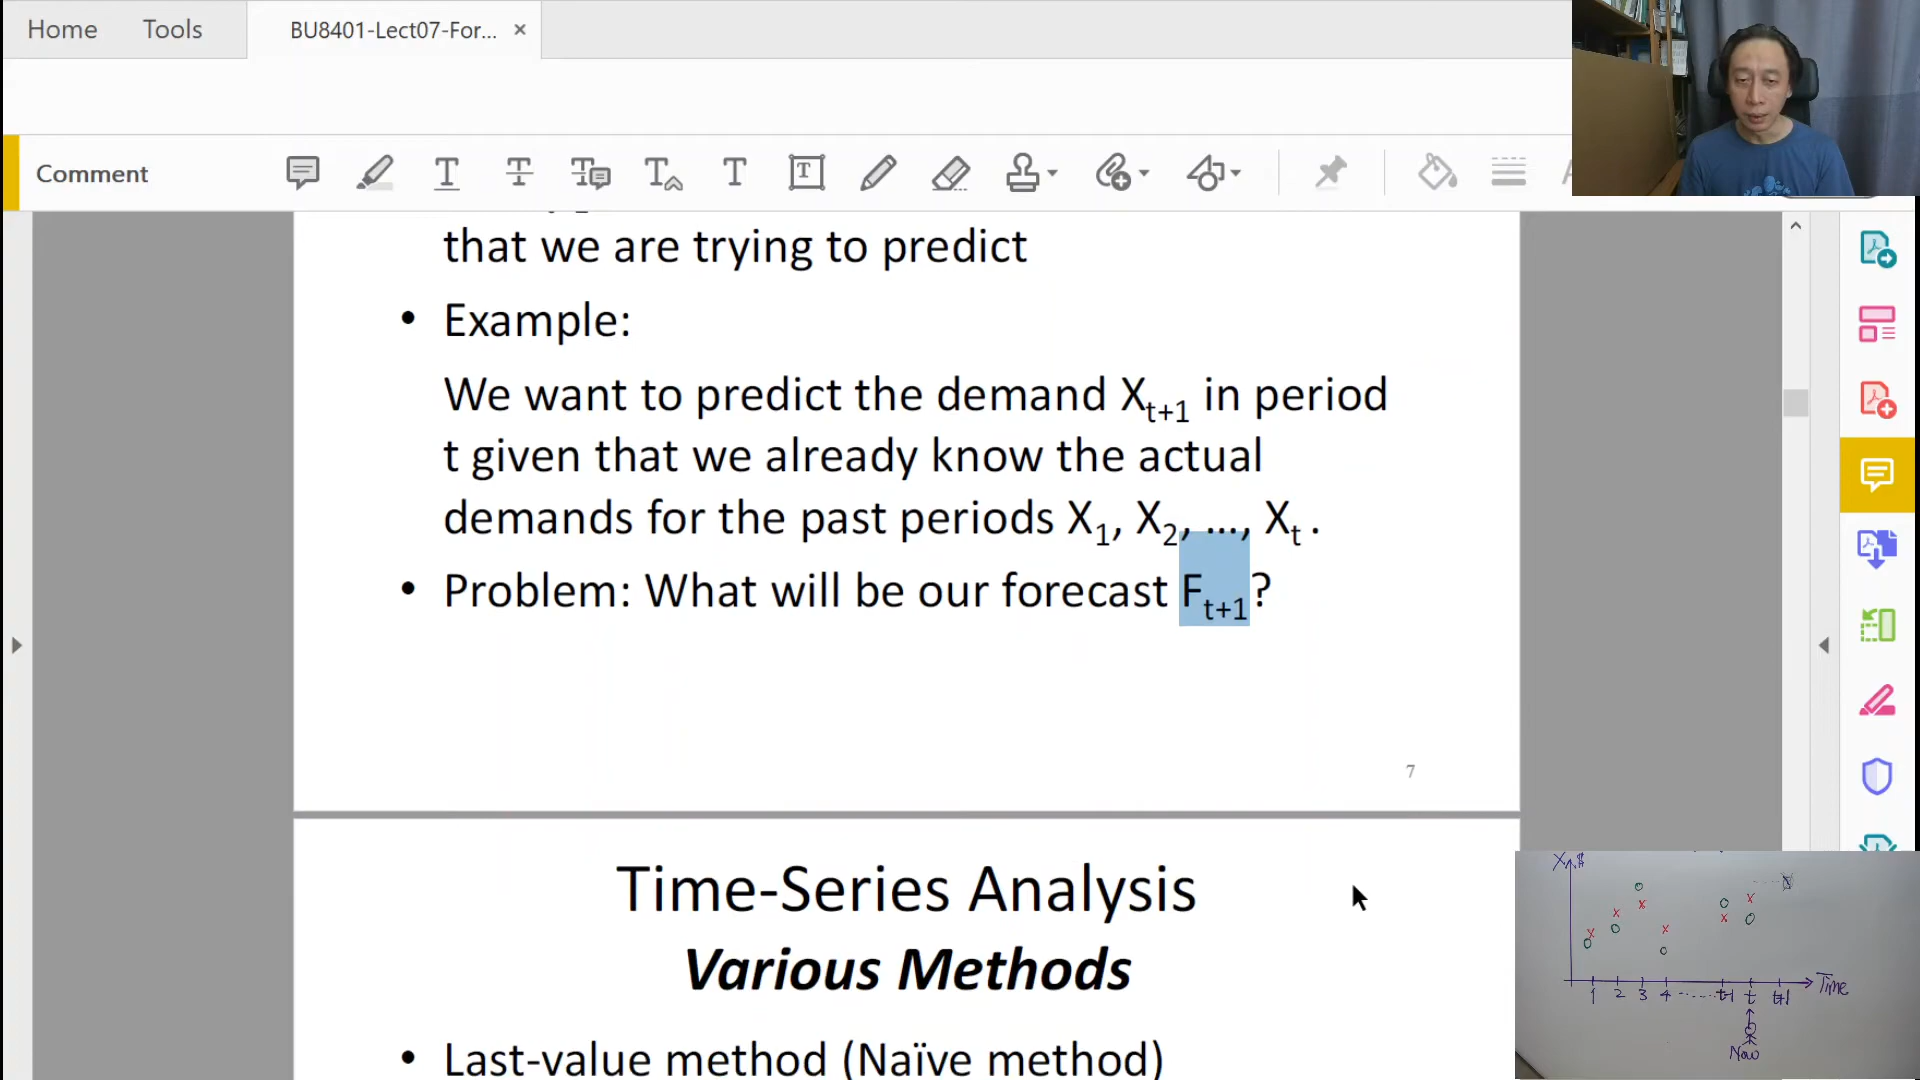 Home Tools BU8401-Lect07-For... ×
Comment
that we are trying to predict
• Example:
We want to predict the demand Xt+1 in period
t given that we already know the actual
demands for the past periods X1, X2, ..., Xt .
• Problem: What will be our forecast Ft+1?
7
Time-Series Analysis
Various Methods
• Last-value method (Naïve method)
X, $
1 2 3 4 ...... t-1 t t+1 Time
Now